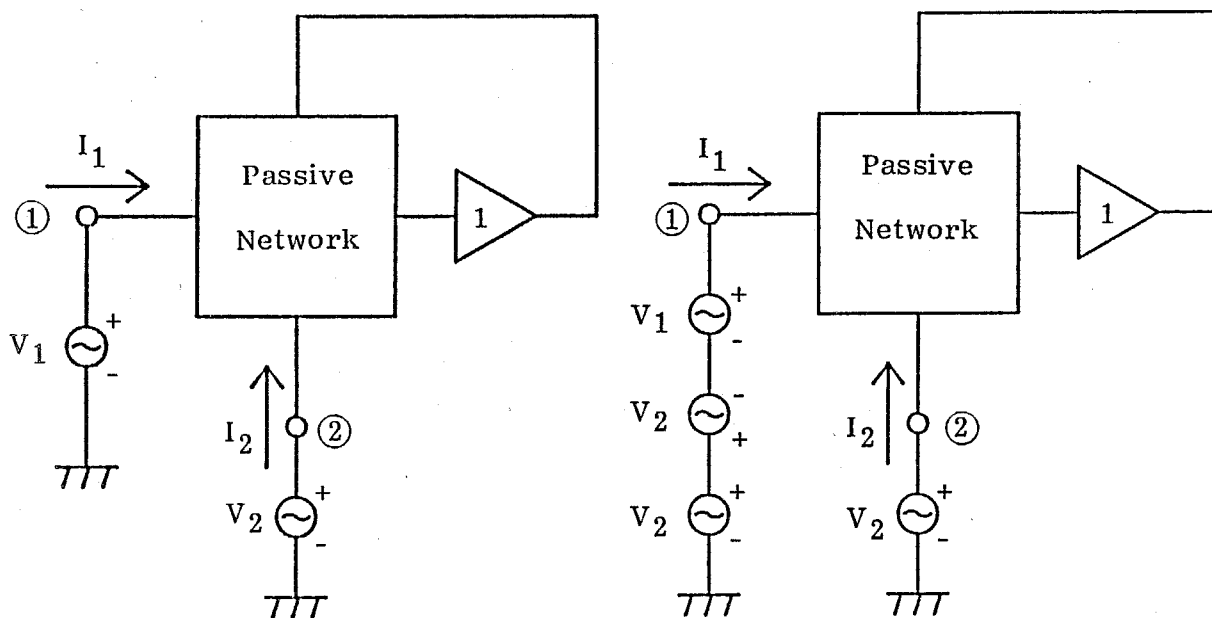 I1
Passive
Network
1
①
V1
+
-
I2
②
V2
+
-
I1
Passive
Network
1
①
V1
+
-
V2
-
+
V2
+
-
I2
②
V2
+
-